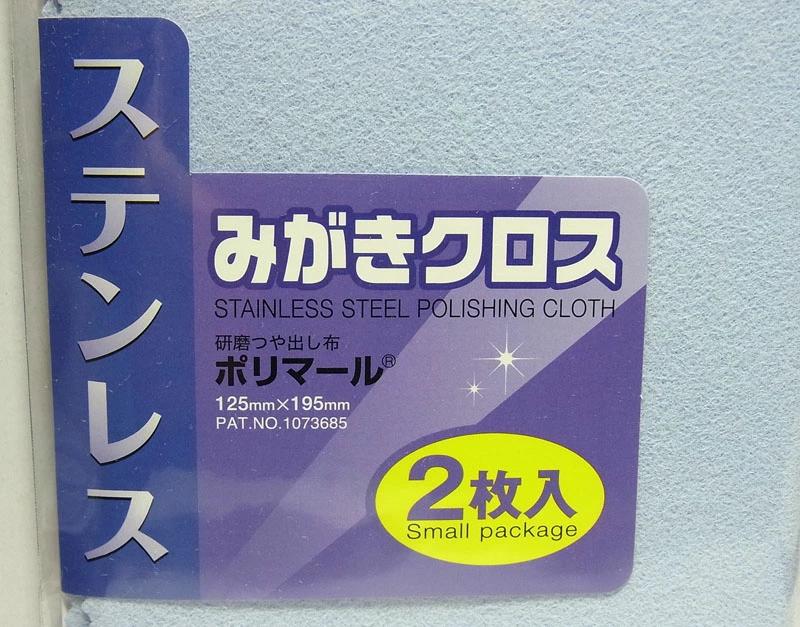 ステンレス
みがきクロス
STAINLESS STEEL POLISHING CLOTH
研磨つや出し布
ポリマール®
125mm×195mm
PAT.NO.1073685
2枚入
Small package